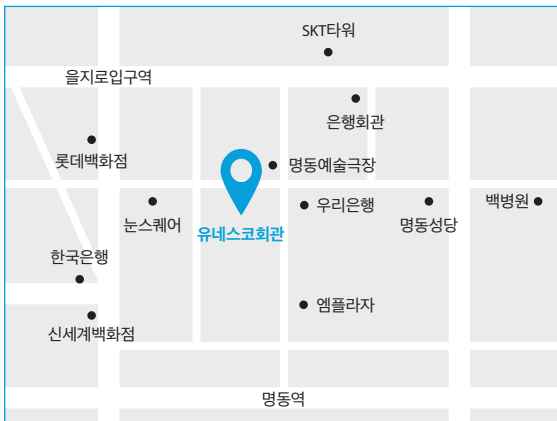 SKT타워
을지로입구역
은행회관
롯데백화점
명동예술극장
눈스퀘어
유네스코회관
우리은행
명동성당
백병원
한국은행
신세계백화점
엠플라자
명동역